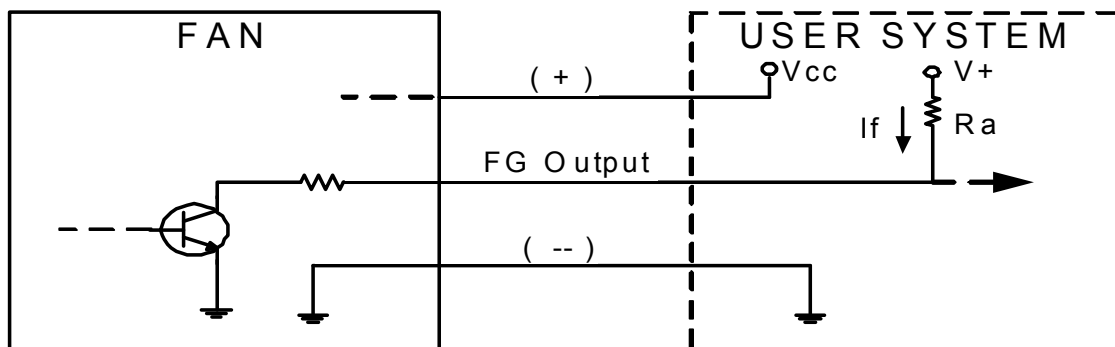 FAN
USER SYSTEM
Vcc
V+
( + )
If
Ra
FG Output
( -- )